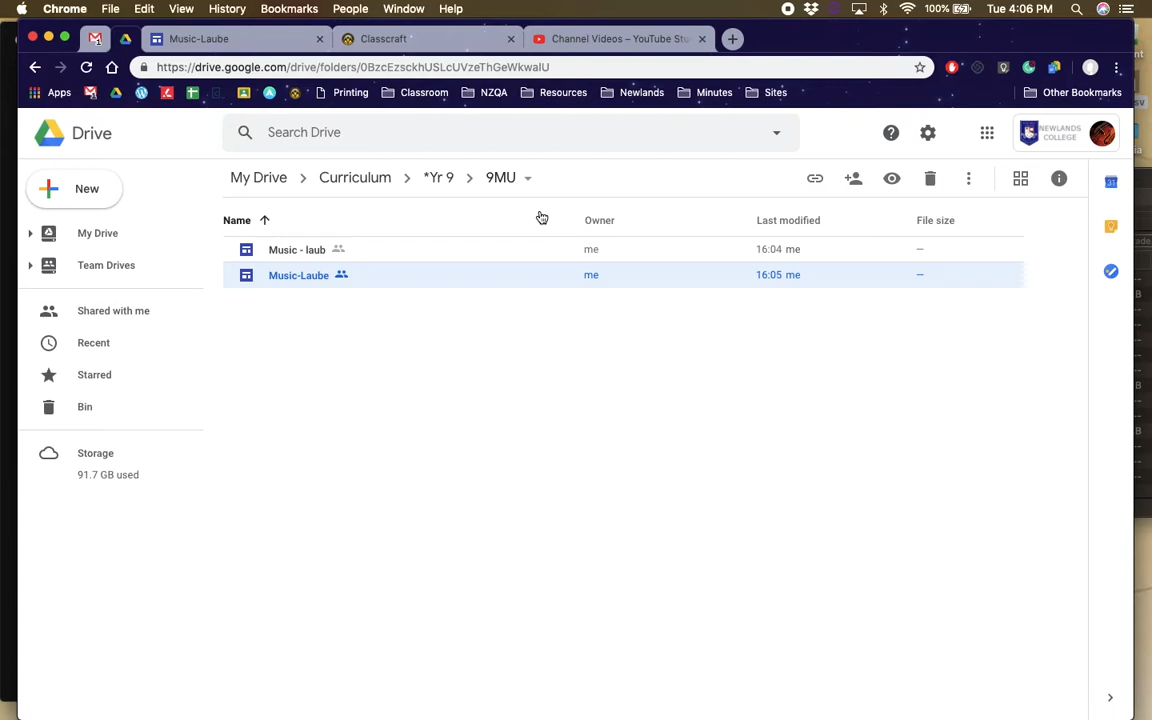 Chrome File Edit View History Bookmarks People Window Help 100% Tue 4:06 PM
1 Music-Laube Classcraft Channel Videos – YouTube Stu
https://drive.google.com/drive/folders/0BzcEzsckhUSLcUVzeThGeWkwalU
Apps Printing Classroom NZQA Resources Newlands Minutes Sites Other Bookmarks
Drive Search Drive NEWLANDS COLLEGE
New My Drive Curriculum *Yr 9 9MU
Name Owner Last modified File size
My Drive
Music - laub me 16:04 me –
Team Drives
Music-Laube me 16:05 me –
Shared with me
Recent
Starred
Bin
Storage
91.7 GB used
31